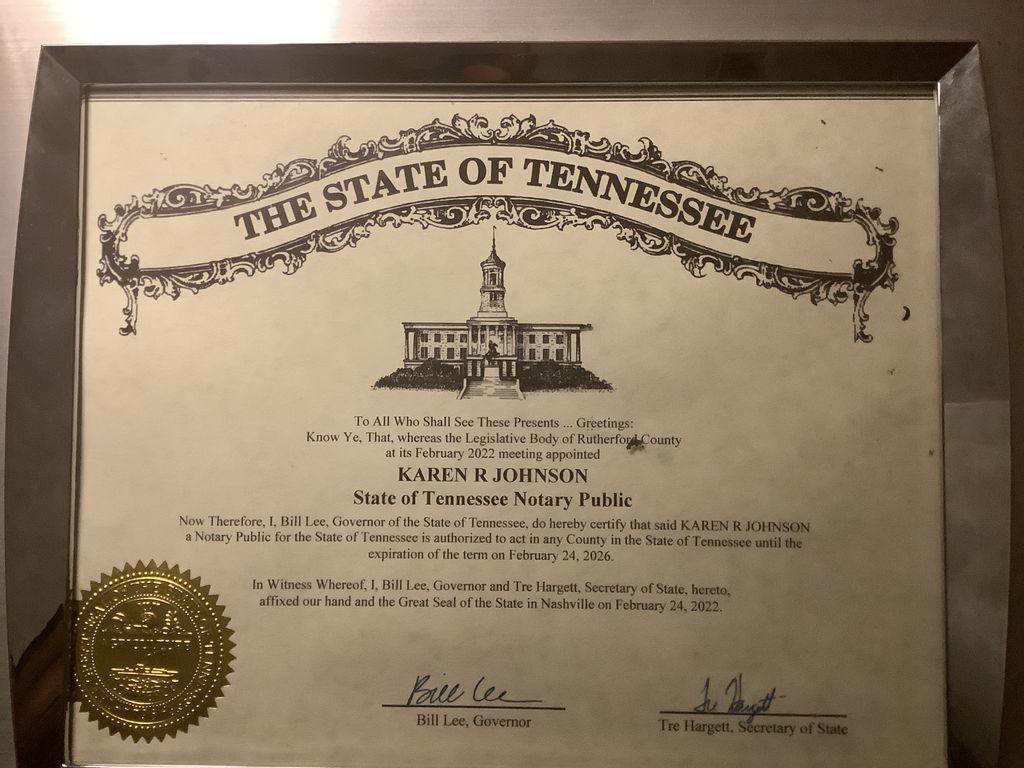 THE STATE OF TENNESSEE
To All Who Shall See These Presents ... Greetings:
Know Ye, That, whereas the Legislative Body of Rutherford County
at its February 2022 meeting appointed
KAREN R JOHNSON
State of Tennessee Notary Public
Now Therefore, I, Bill Lee, Governor of the State of Tennessee, do hereby certify that said KAREN R JOHNSON
a Notary Public for the State of Tennessee is authorized to act in any County in the State of Tennessee until the
expiration of the term on February 24, 2026.
In Witness Whereof, I, Bill Lee, Governor and Tre Hargett, Secretary of State, hereto,
affixed our hand and the Great Seal of the State in Nashville on February 24, 2022.
Bill Lee
Tre Hargett
Bill Lee, Governor
Tre Hargett, Secretary of State